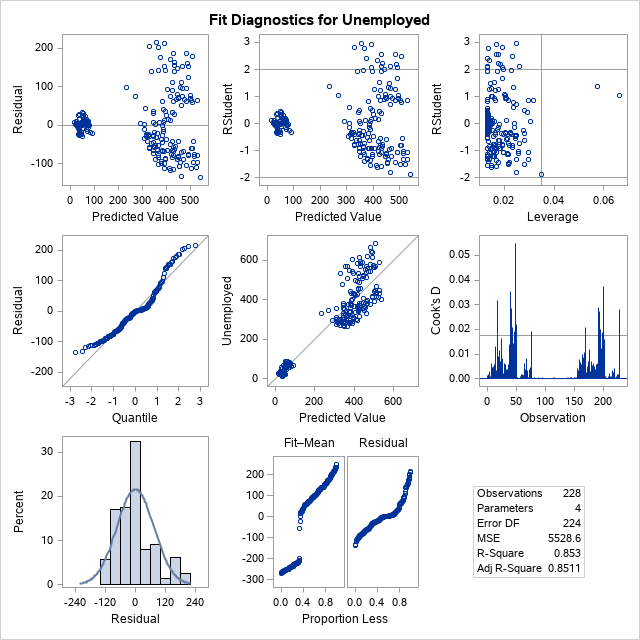 Fit Diagnostics for Unemployed
Residual
200
100
0
-100
0 100 200 300 400 500
Predicted Value
RStudent
3
2
1
0
-1
-2
0 100 200 300 400 500
Predicted Value
RStudent
3
2
1
0
-1
-2
0.02 0.04 0.06
Leverage
Residual
200
100
0
-100
-200
-3 -2 -1 0 1 2 3
Quantile
Unemployed
600
400
200
0
0 200 400 600
Predicted Value
Cook's D
0.05
0.04
0.03
0.02
0.01
0.00
0 50 100 150 200
Observation
Percent
30
20
10
0
-240 -120 0 120 240
Residual
Fit–Mean Residual
200
100
0
-100
-200
-300
0.0 0.4 0.8 0.0 0.4 0.8
Proportion Less
Observations 228
Parameters 4
Error DF 224
MSE 5528.6
R-Square 0.853
Adj R-Square 0.8511